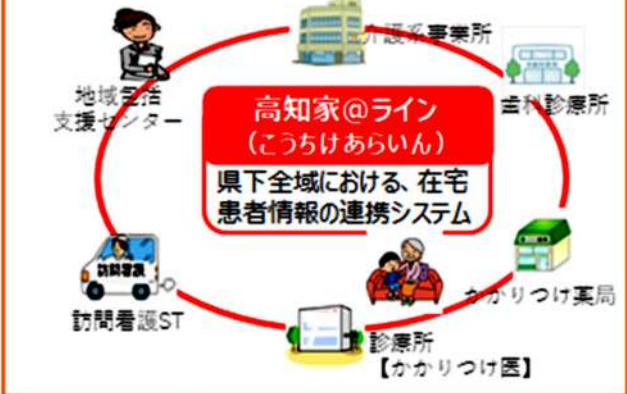 介護系事業所
地域包括
支援センター
歯科診療所
高知家@ライン
(こうちけあらいん)
県下全域における、在宅
患者情報の連携システム
訪問看護
訪問看護ST
かかりつけ薬局
診療所
【かかりつけ医】